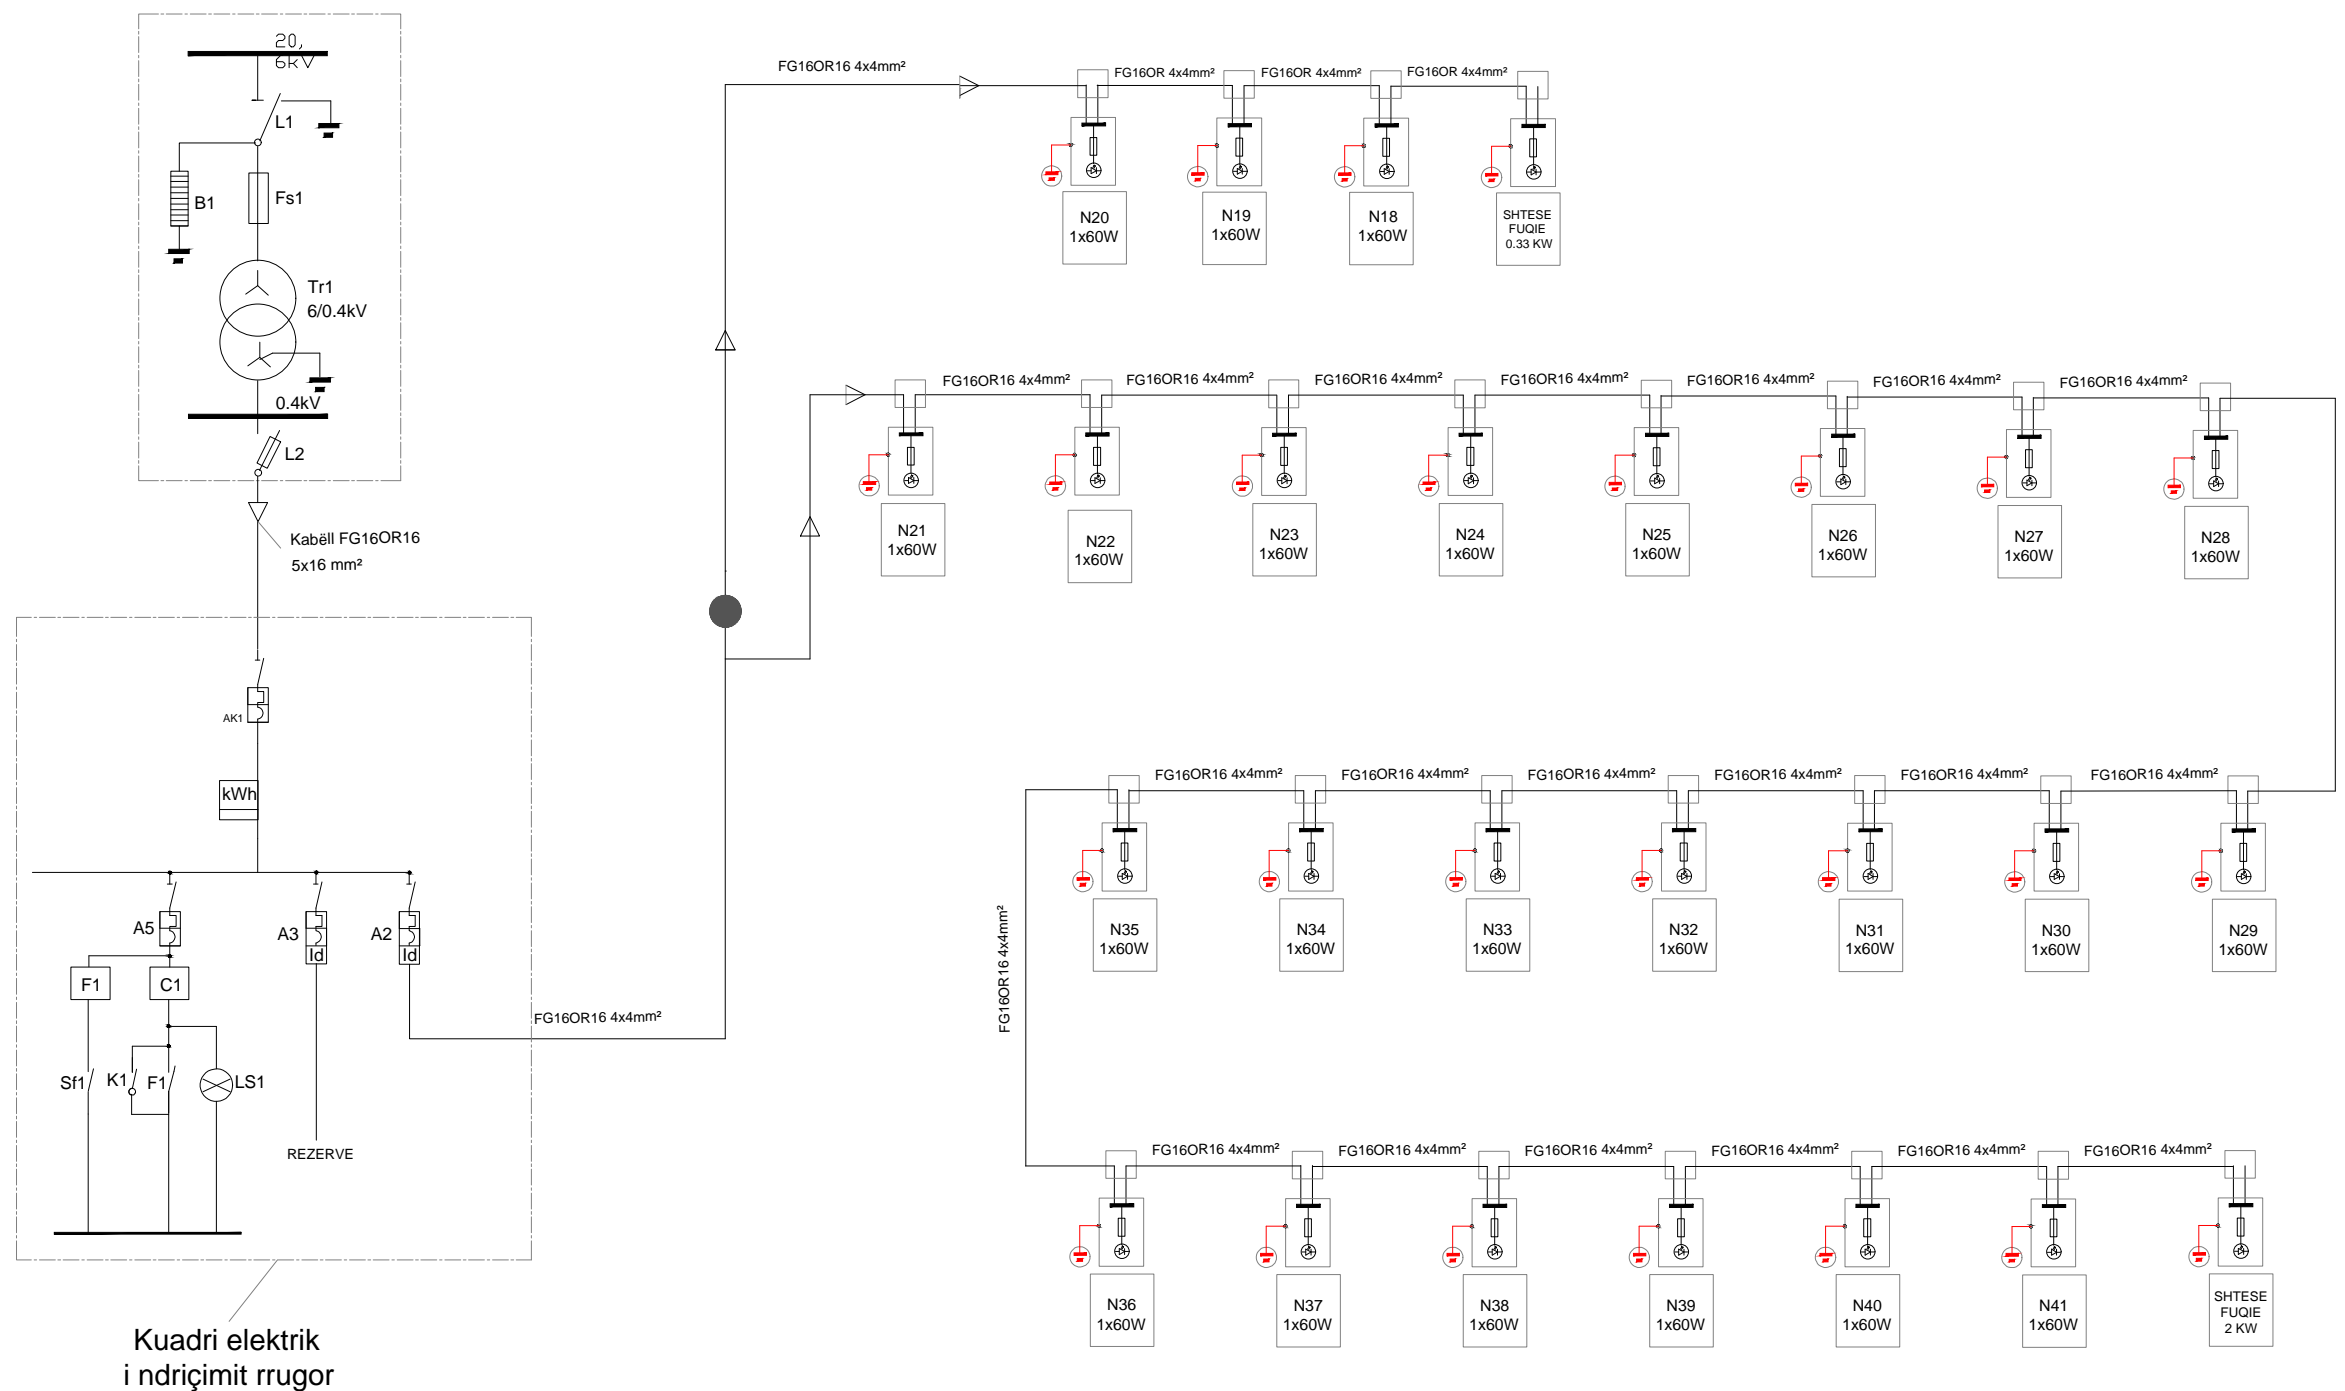 20,
6kV
L1
B1
Fs1
Tr1
6/0.4kV
0.4kV
L2
Kabëll FG16OR16
5x16 mm²
AK1
kWh
A5
A3
A2
Id
Id
F1
C1
Sf1
K1
F1
LS1
REZERVE
FG16OR16 4x4mm²
Kuadri elektrik
i ndriçimit rrugor
FG16OR16 4x4mm²
FG16OR 4x4mm²
FG16OR 4x4mm²
FG16OR 4x4mm²
N20
1x60W
N19
1x60W
N18
1x60W
SHTESE
FUQIE
0.33 KW
FG16OR16 4x4mm²
FG16OR16 4x4mm²
FG16OR16 4x4mm²
FG16OR16 4x4mm²
FG16OR16 4x4mm²
FG16OR16 4x4mm²
FG16OR16 4x4mm²
N21
1x60W
N22
1x60W
N23
1x60W
N24
1x60W
N25
1x60W
N26
1x60W
N27
1x60W
N28
1x60W
FG16OR16 4x4mm²
FG16OR16 4x4mm²
FG16OR16 4x4mm²
FG16OR16 4x4mm²
FG16OR16 4x4mm²
FG16OR16 4x4mm²
N35
1x60W
N34
1x60W
N33
1x60W
N32
1x60W
N31
1x60W
N30
1x60W
N29
1x60W
FG16OR16 4x4mm²
FG16OR16 4x4mm²
FG16OR16 4x4mm²
FG16OR16 4x4mm²
FG16OR16 4x4mm²
FG16OR16 4x4mm²
FG16OR16 4x4mm²
N36
1x60W
N37
1x60W
N38
1x60W
N39
1x60W
N40
1x60W
N41
1x60W
SHTESE
FUQIE
2 KW